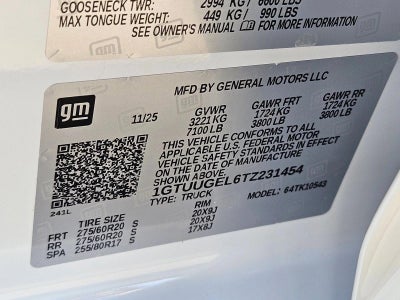 GOOSENECK TWR: 2994 KG / 6600 LBS
MAX TONGUE WEIGHT: 449 KG / 990 LBS
SEE OWNER'S MANUAL FOR MORE INFORMATION
gm
MFD BY GENERAL MOTORS LLC
11/25 GVWR GAWR FRT GAWR RR
3221 KG 1724 KG 1724 KG
7100 LB 3800 LB 3800 LB
THIS VEHICLE CONFORMS TO ALL
APPLICABLE U.S. FEDERAL MOTOR
VEHICLE SAFETY STANDARDS IN EFFECT
ON THE DATE OF MANUFACTURE
SHOWN ABOVE.
1GTUUGEL6TZ231454
TYPE: TRUCK MODEL: 64TK10543
241L
TIRE SIZE RIM
FRT 275/60R20 S 20X9J
RR 275/60R20 S 20X9J
SPA 255/80R17 S 17X8J